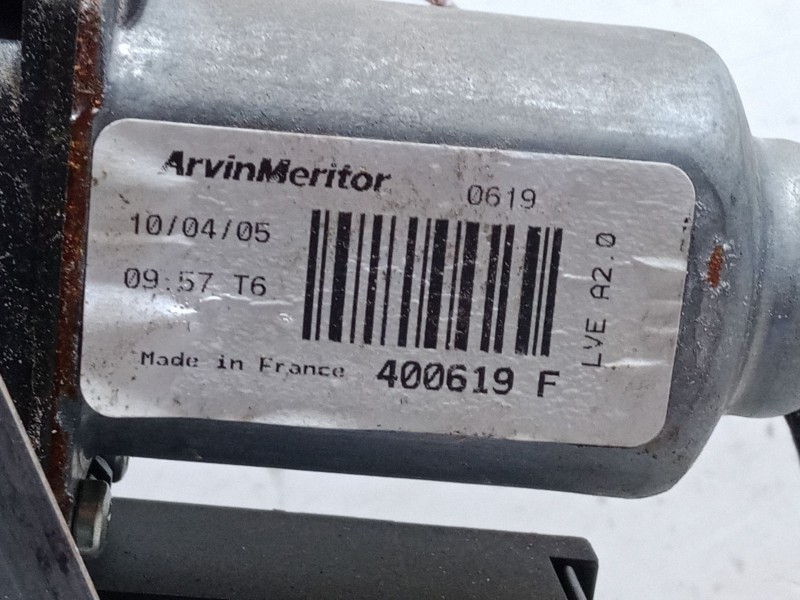 ArvinMeritor 0619
10/04/05
09:57 T6
Made in France 400619 F
LVE A2.0